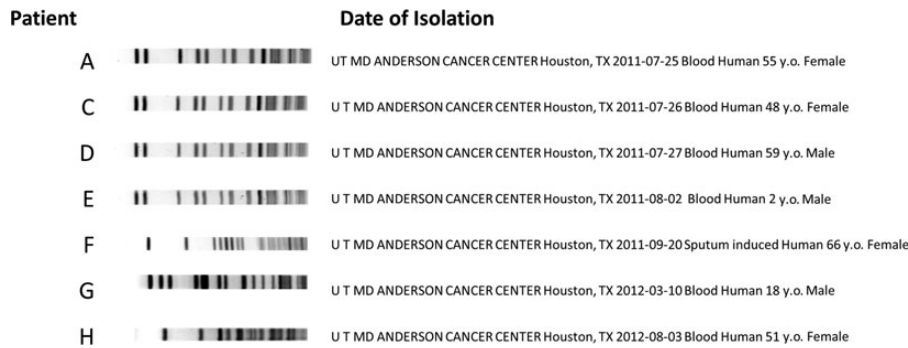 Patient Date of Isolation
A UT MD ANDERSON CANCER CENTER Houston, TX 2011-07-25 Blood Human 55 y.o. Female
C U T MD ANDERSON CANCER CENTER Houston, TX 2011-07-26 Blood Human 48 y.o. Female
D U T MD ANDERSON CANCER CENTER Houston, TX 2011-07-27 Blood Human 59 y.o. Male
E U T MD ANDERSON CANCER CENTER Houston, TX 2011-08-02 Blood Human 2 y.o. Male
F U T MD ANDERSON CANCER CENTER Houston, TX 2011-09-20 Sputum induced Human 66 y.o. Female
G U T MD ANDERSON CANCER CENTER Houston, TX 2012-03-10 Blood Human 18 y.o. Male
H U T MD ANDERSON CANCER CENTER Houston, TX 2012-08-03 Blood Human 51 y.o. Female